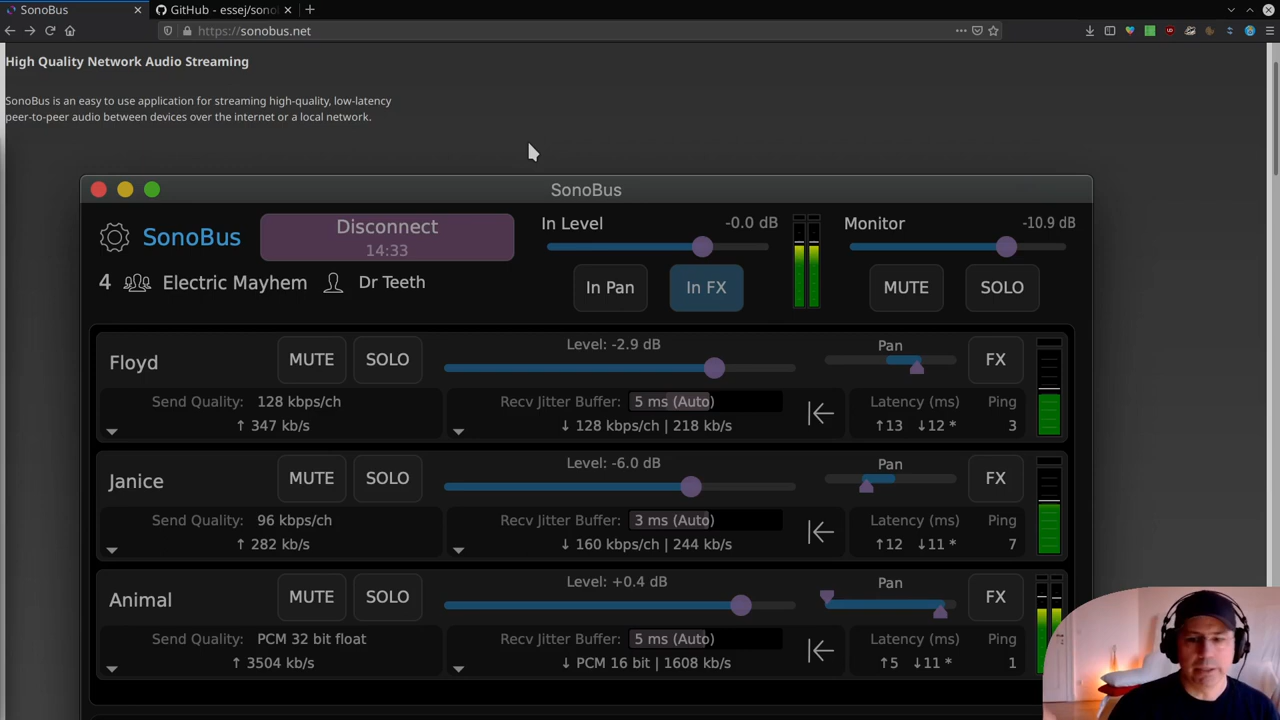 SonoBus
GitHub - essej/sonol
https://sonobus.net
High Quality Network Audio Streaming
SonoBus is an easy to use application for streaming high-quality, low-latency
peer-to-peer audio between devices over the internet or a local network.
SonoBus
SonoBus
Disconnect
14:33
In Level
-0.0 dB
Monitor
-10.9 dB
4
Electric Mayhem
Dr Teeth
In Pan
In FX
MUTE
SOLO
Floyd
MUTE
SOLO
Level: -2.9 dB
Pan
FX
Send Quality: 128 kbps/ch
↑ 347 kb/s
Recv Jitter Buffer: 5 ms (Auto)
↓ 128 kbps/ch | 218 kb/s
Latency (ms) Ping
↑13 ↓12 * 3
Janice
MUTE
SOLO
Level: -6.0 dB
Pan
FX
Send Quality: 96 kbps/ch
↑ 282 kb/s
Recv Jitter Buffer: 3 ms (Auto)
↓ 160 kbps/ch | 244 kb/s
Latency (ms) Ping
↑12 ↓11 * 7
Animal
MUTE
SOLO
Level: +0.4 dB
Pan
FX
Send Quality: PCM 32 bit float
↑ 3504 kb/s
Recv Jitter Buffer: 5 ms (Auto)
↓ PCM 16 bit | 1608 kb/s
Latency (ms) Ping
↑5 ↓11 * 1